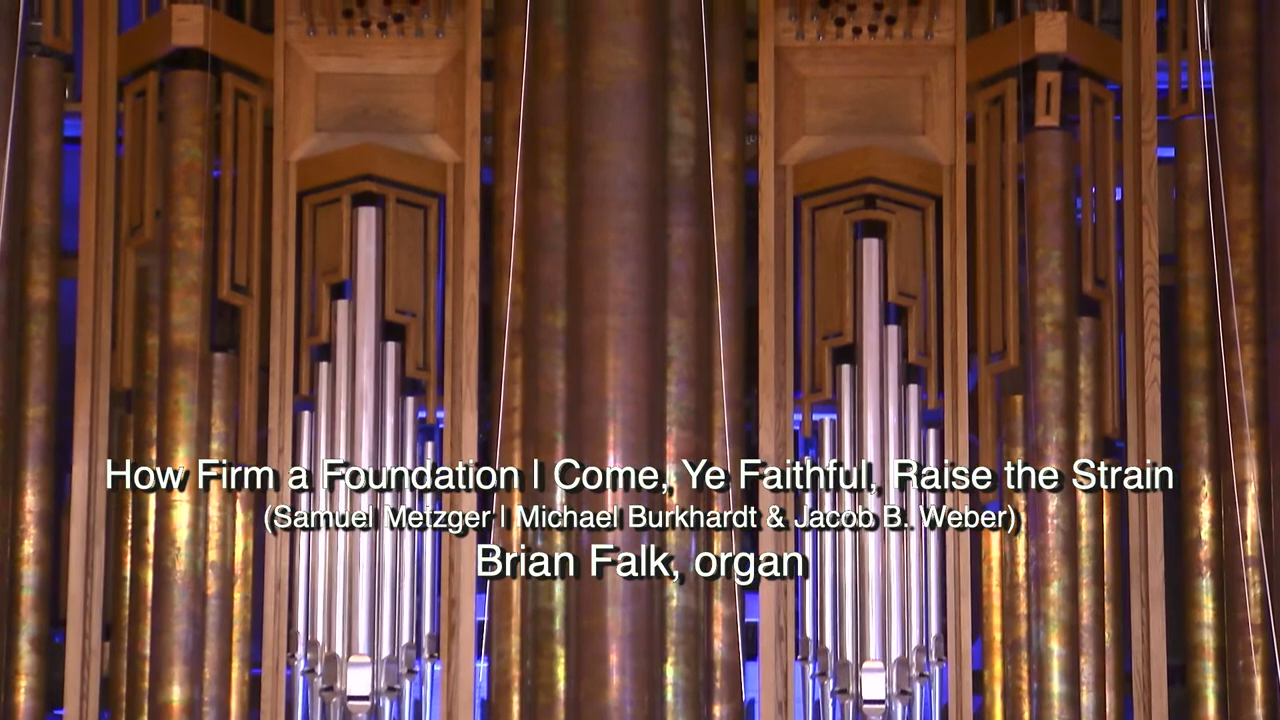 How Firm a Foundation | Come, Ye Faithful, Raise the Strain
(Samuel Metzger | Michael Burkhardt & Jacob B. Weber)
Brian Falk, organ